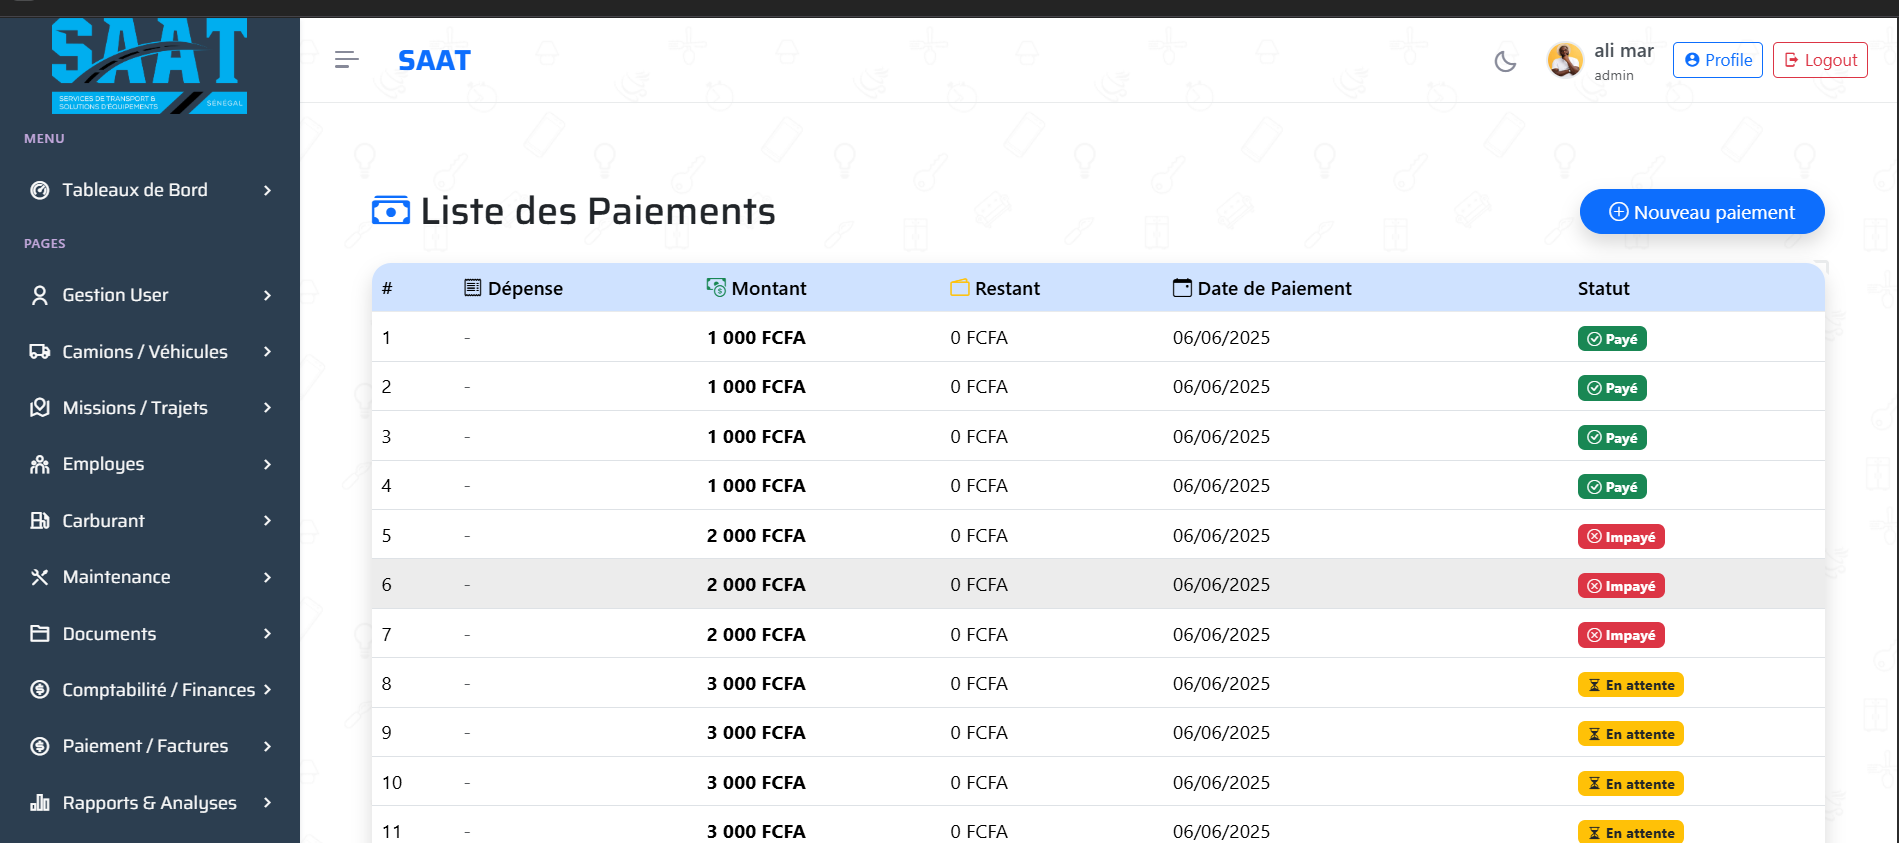 SAAT
SERVICES DE TRANSPORT &
SOLUTIONS D'ÉQUIPEMENTS
SENEGAL
MENU
Tableaux de Bord
PAGES
Gestion User
Camions / Véhicules
Missions / Trajets
Employes
Carburant
Maintenance
Documents
Comptabilité / Finances
Paiement / Factures
Rapports & Analyses
SAAT
ali mar
admin
Profile
Logout
Liste des Paiements
Nouveau paiement
# Dépense Montant Restant Date de Paiement Statut
1 - 1 000 FCFA 0 FCFA 06/06/2025 Payé
2 - 1 000 FCFA 0 FCFA 06/06/2025 Payé
3 - 1 000 FCFA 0 FCFA 06/06/2025 Payé
4 - 1 000 FCFA 0 FCFA 06/06/2025 Payé
5 - 2 000 FCFA 0 FCFA 06/06/2025 Impayé
6 - 2 000 FCFA 0 FCFA 06/06/2025 Impayé
7 - 2 000 FCFA 0 FCFA 06/06/2025 Impayé
8 - 3 000 FCFA 0 FCFA 06/06/2025 En attente
9 - 3 000 FCFA 0 FCFA 06/06/2025 En attente
10 - 3 000 FCFA 0 FCFA 06/06/2025 En attente
11 - 3 000 FCFA 0 FCFA 06/06/2025 En attente